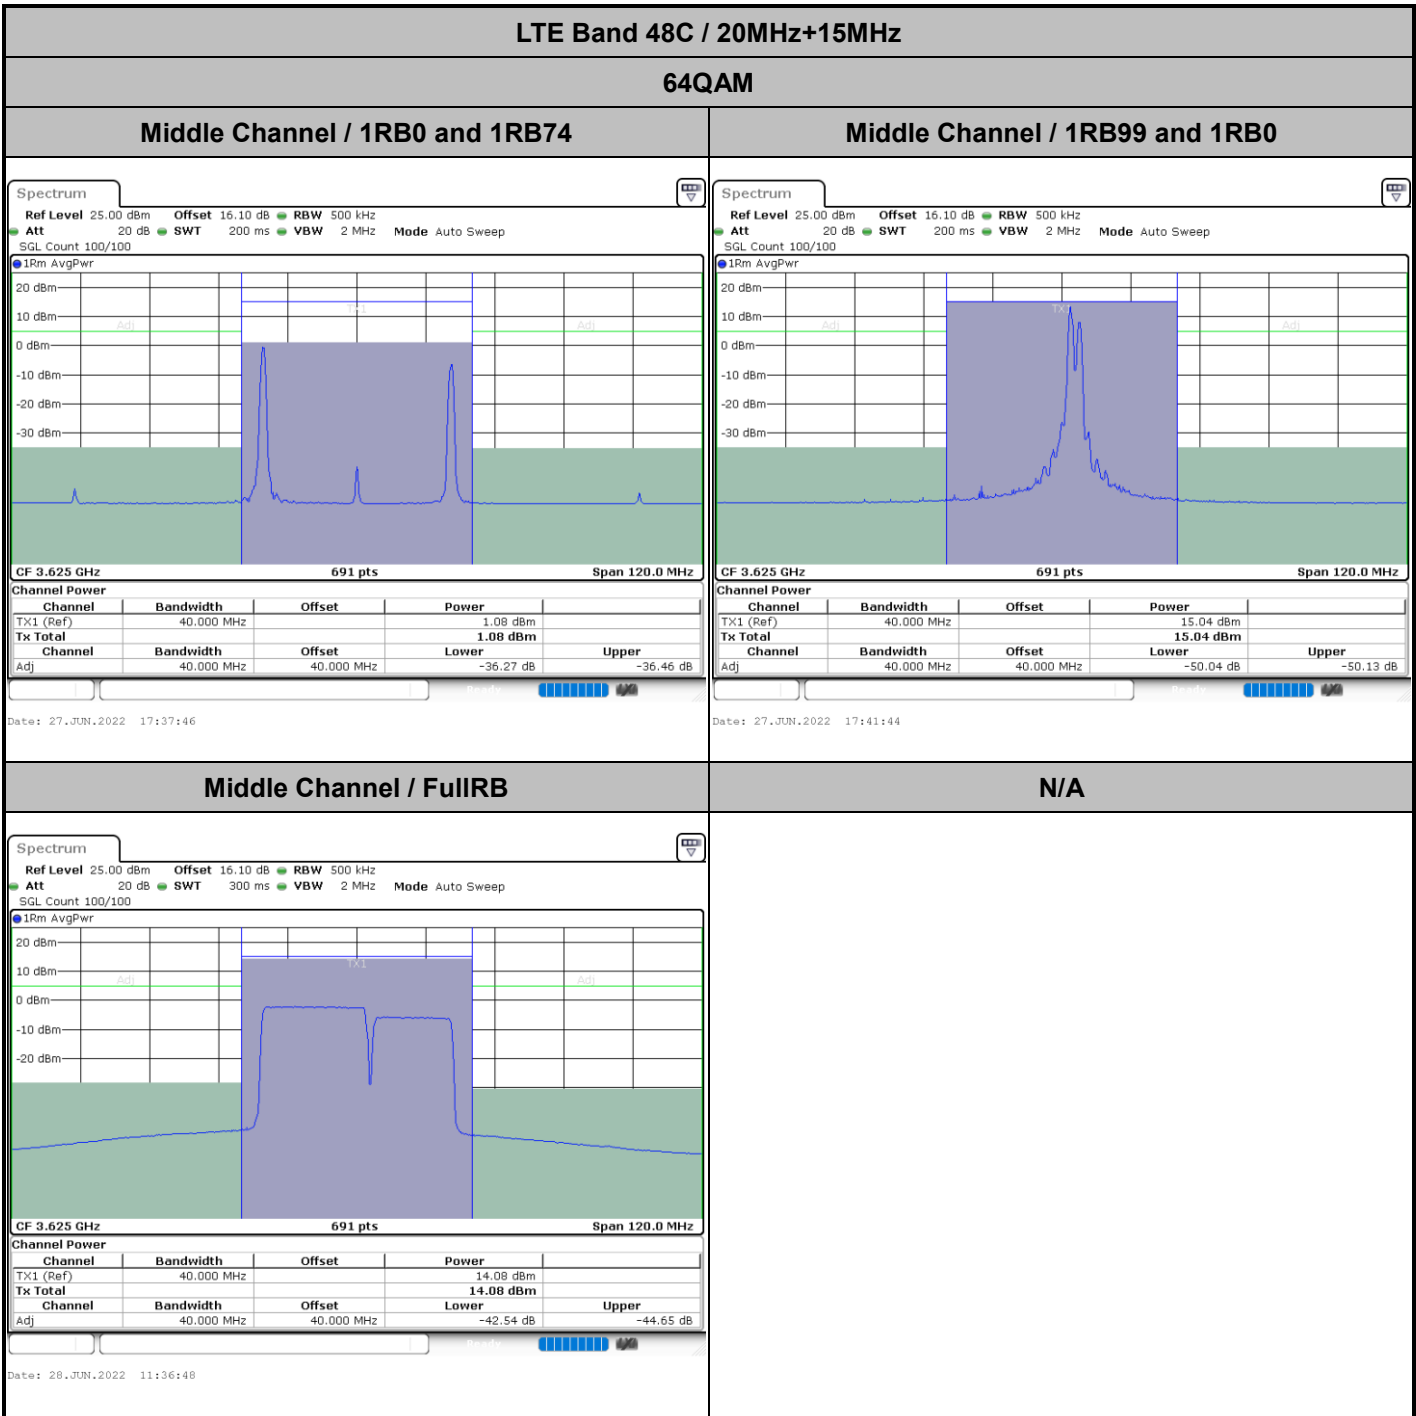 LTE Band 48C / 20MHz+15MHz
64QAM
Middle Channel / 1RB0 and 1RB74
Middle Channel / 1RB99 and 1RB0
Spectrum
Ref Level 25.00 dBm Offset 16.10 dB RBW 500 kHz
Att 20 dB SWT 200 ms VBW 2 MHz Mode Auto Sweep
SGL Count 100/100
1Rm AvgPwr
20 dBm
TX1
10 dBm
Adj
Adj
0 dBm
-10 dBm
-20 dBm
-30 dBm
CF 3.625 GHz 691 pts Span 120.0 MHz
Channel Power
Channel Bandwidth Offset Power
TX1 (Ref) 40.000 MHz 1.08 dBm
Tx Total 1.08 dBm
Channel Bandwidth Offset Lower Upper
Adj 40.000 MHz 40.000 MHz -36.27 dB -36.46 dB
Ready
Date: 27.JUN.2022 17:37:46
Spectrum
Ref Level 25.00 dBm Offset 16.10 dB RBW 500 kHz
Att 20 dB SWT 200 ms VBW 2 MHz Mode Auto Sweep
SGL Count 100/100
1Rm AvgPwr
20 dBm
TX1
10 dBm
Adj
Adj
0 dBm
-10 dBm
-20 dBm
-30 dBm
CF 3.625 GHz 691 pts Span 120.0 MHz
Channel Power
Channel Bandwidth Offset Power
TX1 (Ref) 40.000 MHz 15.04 dBm
Tx Total 15.04 dBm
Channel Bandwidth Offset Lower Upper
Adj 40.000 MHz 40.000 MHz -50.04 dB -50.13 dB
Ready
Date: 27.JUN.2022 17:41:44
Middle Channel / FullRB
N/A
Spectrum
Ref Level 25.00 dBm Offset 16.10 dB RBW 500 kHz
Att 20 dB SWT 300 ms VBW 2 MHz Mode Auto Sweep
SGL Count 100/100
1Rm AvgPwr
20 dBm
TX1
10 dBm
Adj
Adj
0 dBm
-10 dBm
-20 dBm
CF 3.625 GHz 691 pts Span 120.0 MHz
Channel Power
Channel Bandwidth Offset Power
TX1 (Ref) 40.000 MHz 14.08 dBm
Tx Total 14.08 dBm
Channel Bandwidth Offset Lower Upper
Adj 40.000 MHz 40.000 MHz -42.54 dB -44.65 dB
Ready
Date: 28.JUN.2022 11:36:48